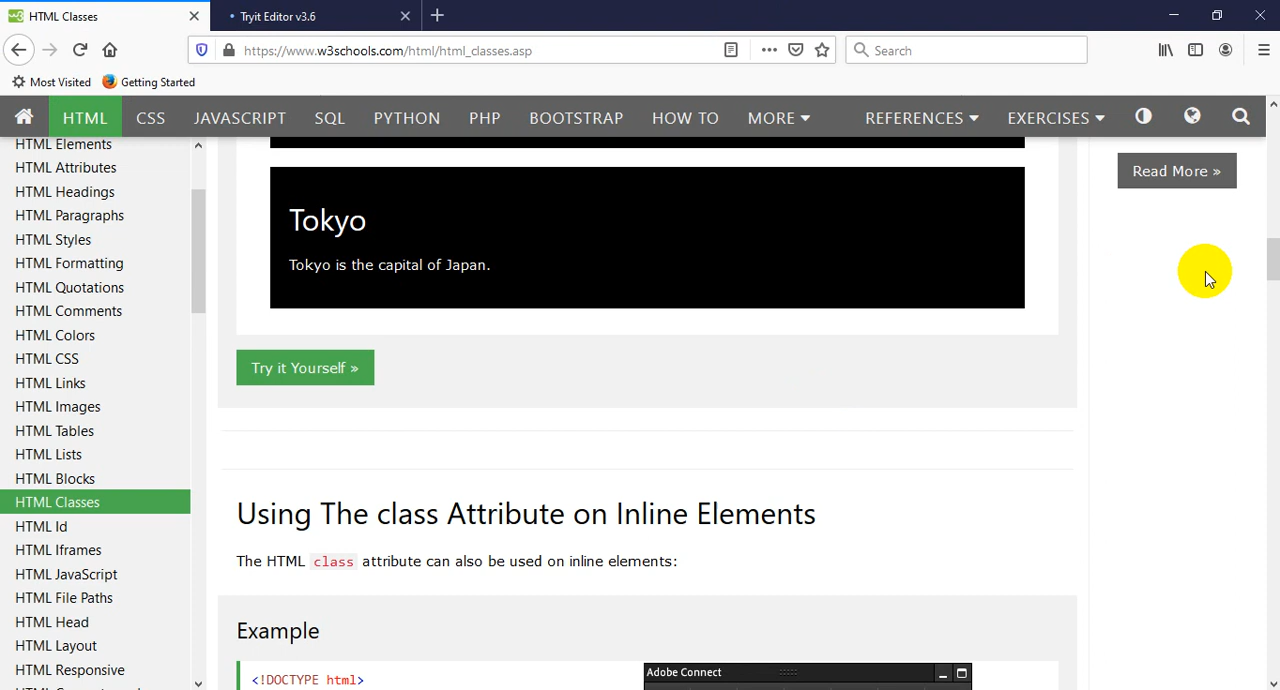 HTML Classes
Tryit Editor v3.6
https://www.w3schools.com/html/html_classes.asp
Search
Most Visited
Getting Started
HTML
CSS
JAVASCRIPT
SQL
PYTHON
PHP
BOOTSTRAP
HOW TO
MORE
REFERENCES
EXERCISES
HTML Elements
HTML Attributes
HTML Headings
HTML Paragraphs
HTML Styles
HTML Formatting
HTML Quotations
HTML Comments
HTML Colors
HTML CSS
HTML Links
HTML Images
HTML Tables
HTML Lists
HTML Blocks
HTML Classes
HTML Id
HTML Iframes
HTML JavaScript
HTML File Paths
HTML Head
HTML Layout
HTML Responsive
Tokyo
Tokyo is the capital of Japan.
Try it Yourself »
Using The class Attribute on Inline Elements
The HTML class attribute can also be used on inline elements:
Example
<!DOCTYPE html>
Adobe Connect
Read More »